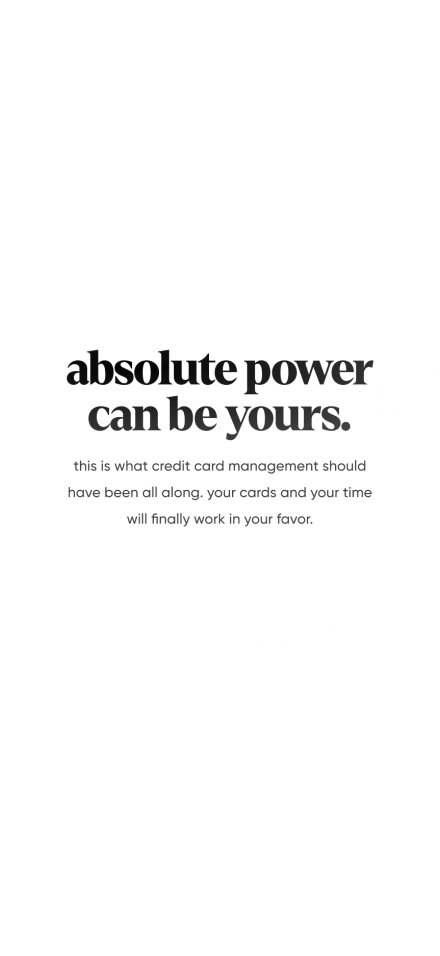 absolute power
can be yours.
this is what credit card management should
have been all along. your cards and your time
will finally work in your favor.